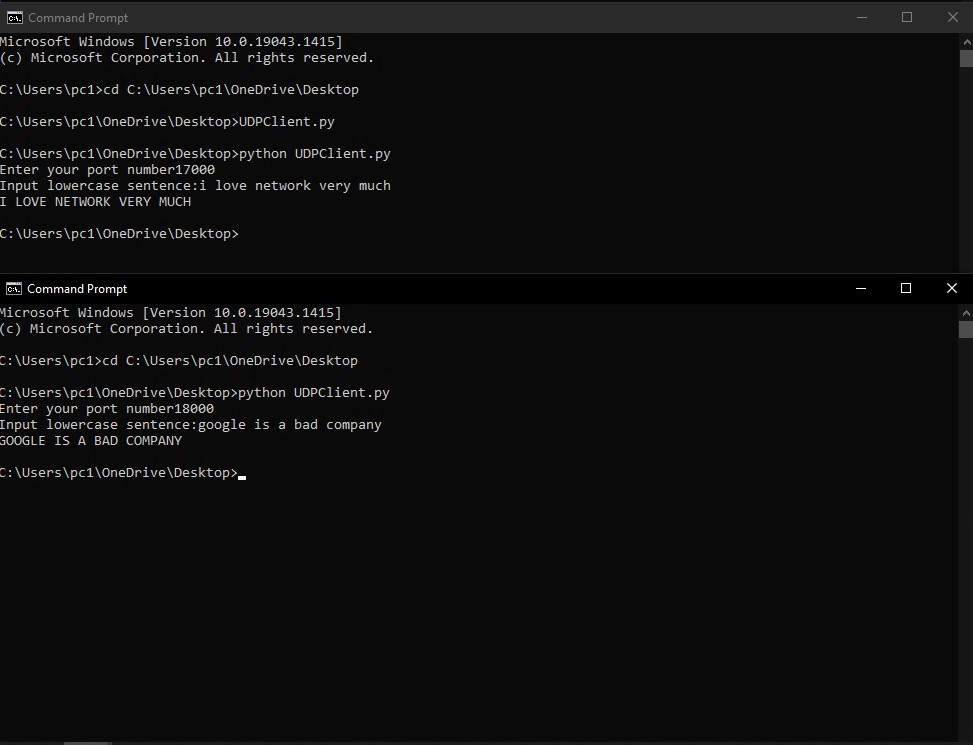 Command Prompt
Microsoft Windows [Version 10.0.19043.1415]
(c) Microsoft Corporation. All rights reserved.
C:\Users\pc1>cd C:\Users\pc1\OneDrive\Desktop
C:\Users\pc1\OneDrive\Desktop>UDPClient.py
C:\Users\pc1\OneDrive\Desktop>python UDPClient.py
Enter your port number17000
Input lowercase sentence:i love network very much
I LOVE NETWORK VERY MUCH
C:\Users\pc1\OneDrive\Desktop>
Command Prompt
Microsoft Windows [Version 10.0.19043.1415]
(c) Microsoft Corporation. All rights reserved.
C:\Users\pc1>cd C:\Users\pc1\OneDrive\Desktop
C:\Users\pc1\OneDrive\Desktop>python UDPClient.py
Enter your port number18000
Input lowercase sentence:google is a bad company
GOOGLE IS A BAD COMPANY
C:\Users\pc1\OneDrive\Desktop>